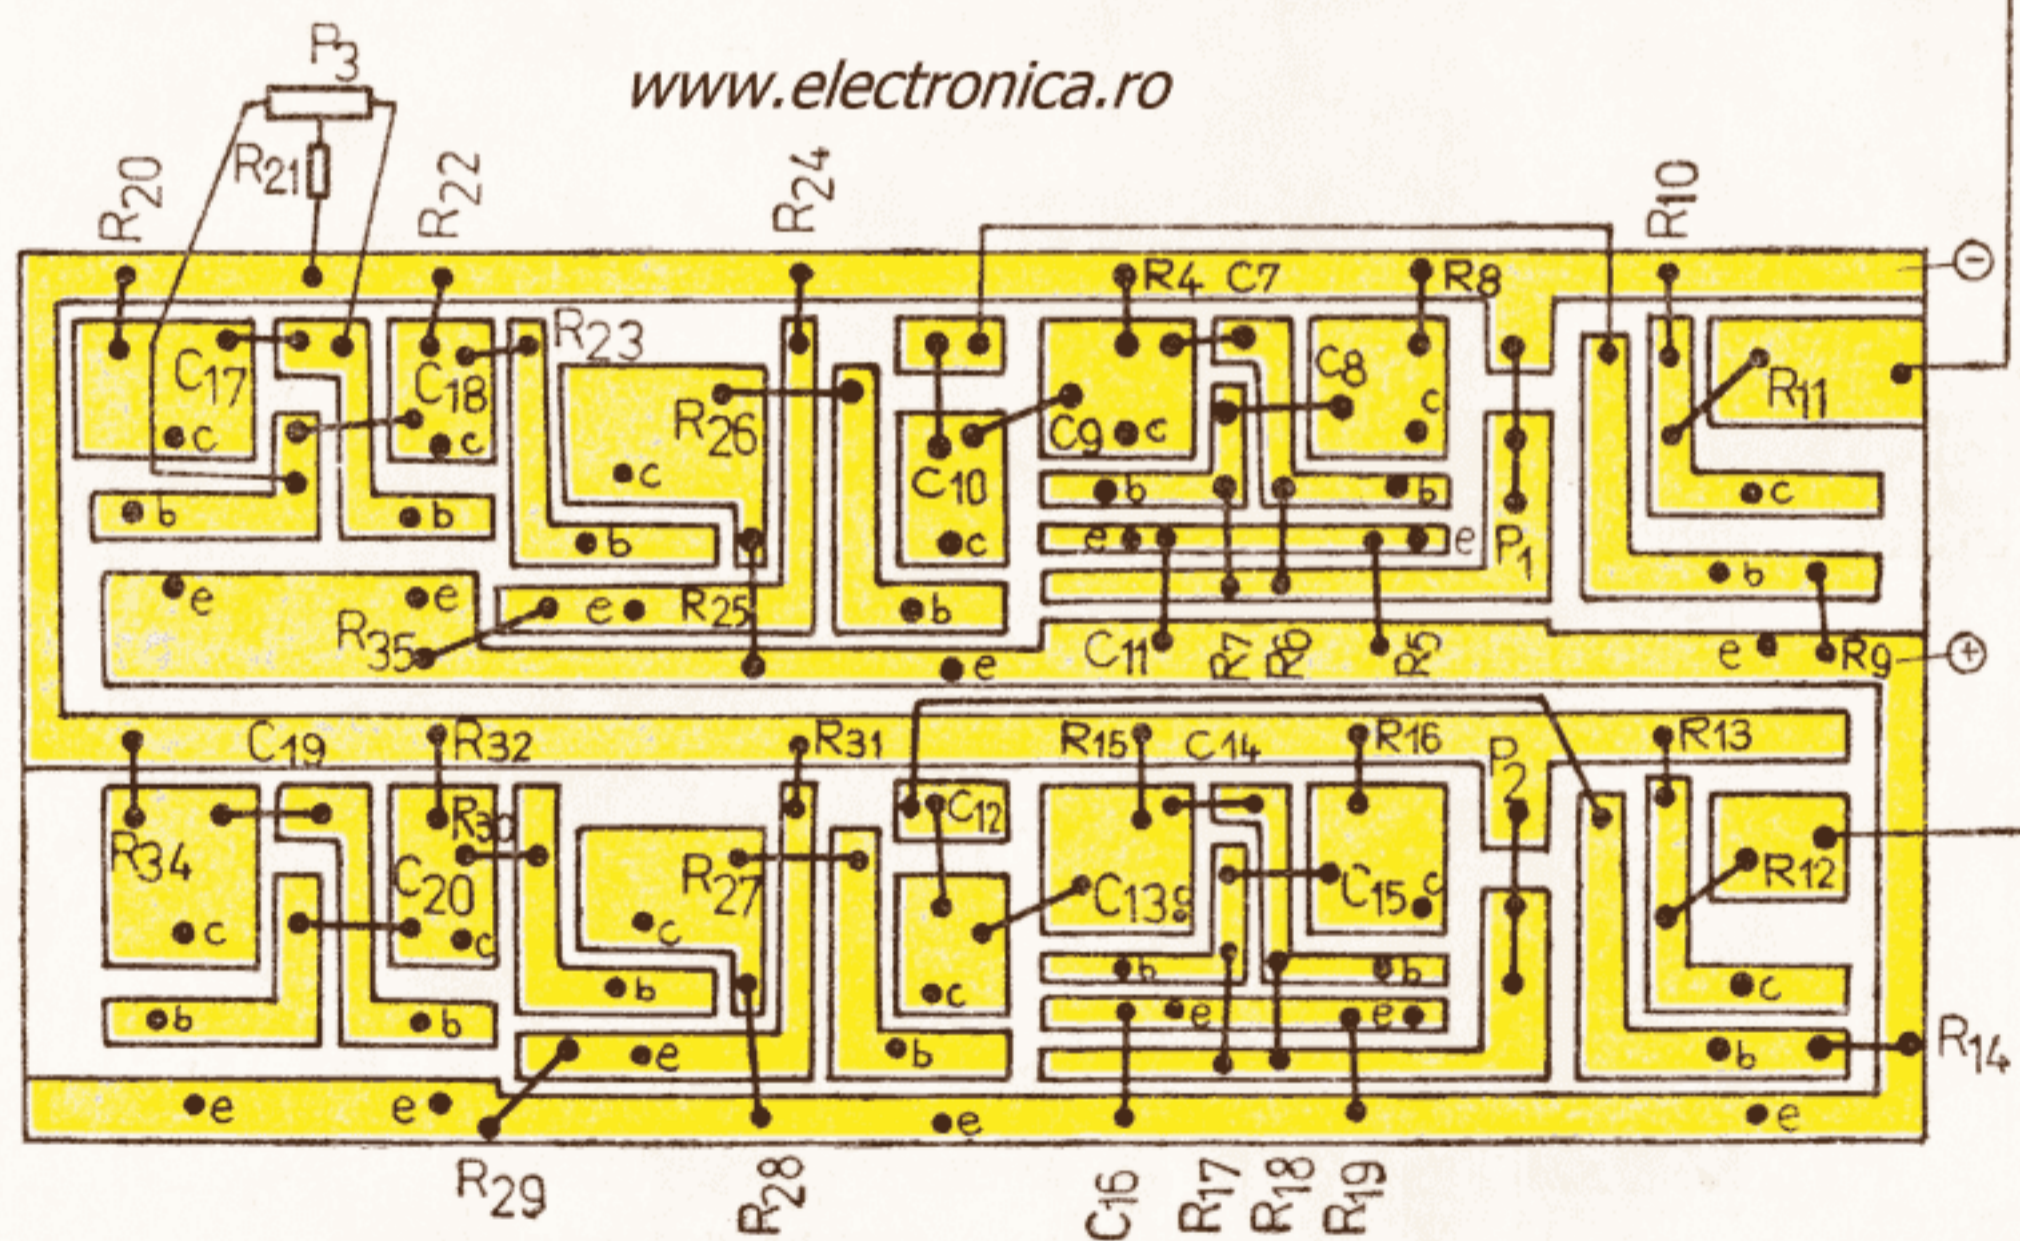 P3
www.electronica.ro
R20
R21
R22
R24
R10
R4 C7 R8
⊖
C17
C18
R23
C8
R11
R26
c
c
c
C9 c
c
C10
b
b
b
b
b
c
c
e
e
P1
b
e
e
R35
e
R25
b
C11
R7
R6
R5
e
e
R9
⊕
C19
R32
R31
R15
C14
R16
P2
R13
R34
R30
C12
C20
R27
C13
c
C15
c
R12
c
c
c
b
b
b
c
c
b
b
e
e
e
b
b
R14
e
e
e
e
R29
R28
C16
R17
R18
R19